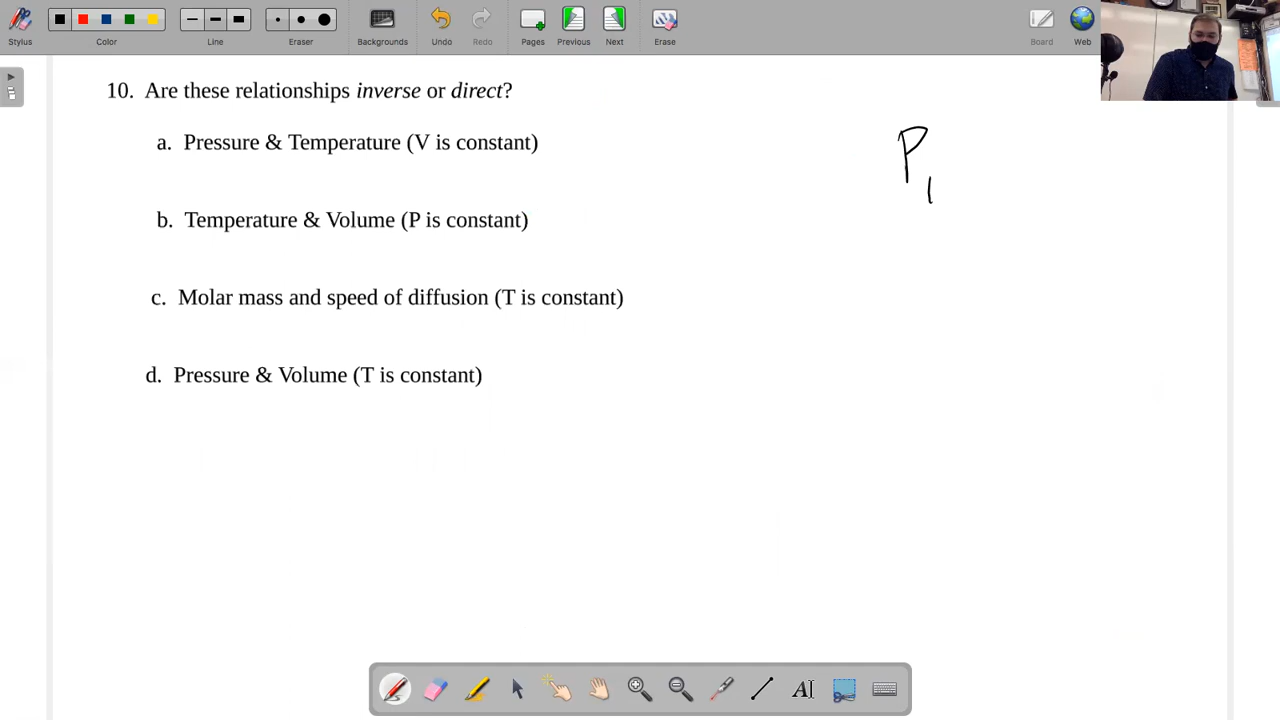 Stylus
Color
Line
Eraser
Backgrounds
Undo
Redo
Pages
Previous
Next
Erase
Board
Web
10. Are these relationships inverse or direct?
a. Pressure & Temperature (V is constant)
P1
b. Temperature & Volume (P is constant)
c. Molar mass and speed of diffusion (T is constant)
d. Pressure & Volume (T is constant)
AI